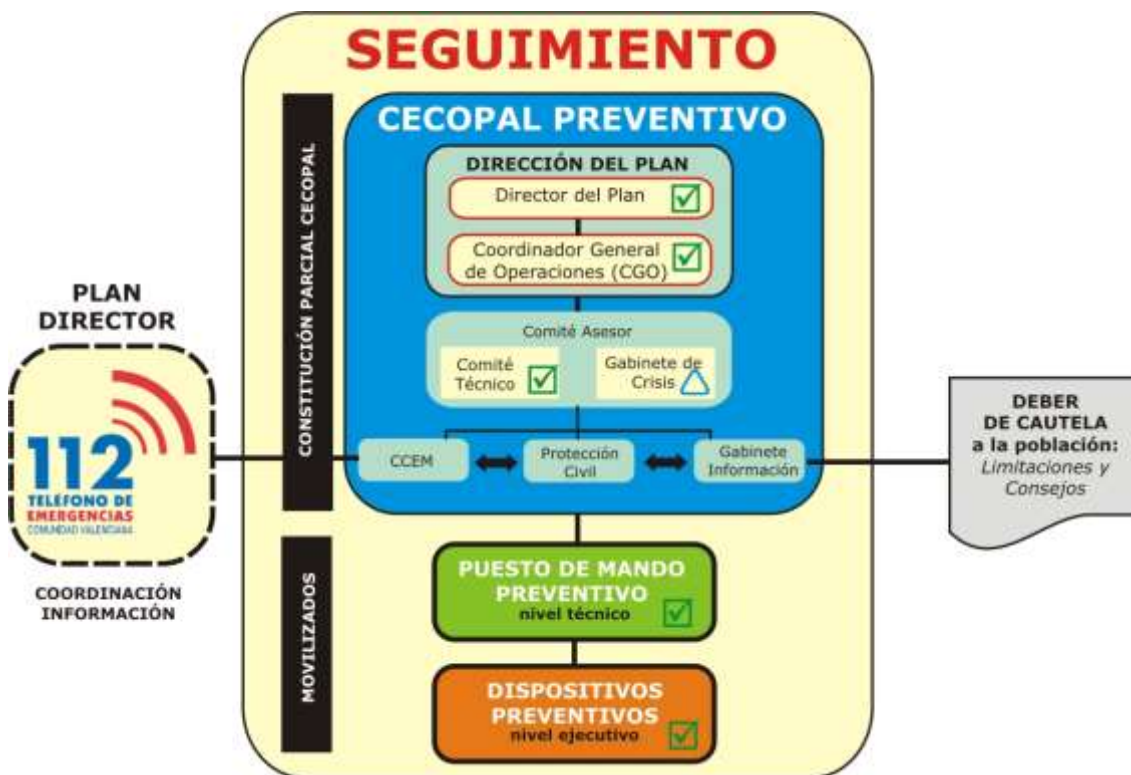 SEGUIMIENTO
CONSTITUCIÓN PARCIAL CECOPAL
CECOPAL PREVENTIVO
DIRECCIÓN DEL PLAN
Director del Plan
Coordinador General
de Operaciones (CGO)
Comité Asesor
Comité
Técnico
Gabinete de
Crisis
CCEM
Protección
Civil
Gabinete
Información
PLAN
DIRECTOR
112
TELÉFONO DE
EMERGENCIAS
COMUNIDAD VALENCIANA
COORDINACIÓN
INFORMACIÓN
DEBER
DE CAUTELA
a la población:
Limitaciones y
Consejos
MOVILIZADOS
PUESTO DE MANDO
PREVENTIVO
nivel técnico
DISPOSITIVOS
PREVENTIVOS
nivel ejecutivo